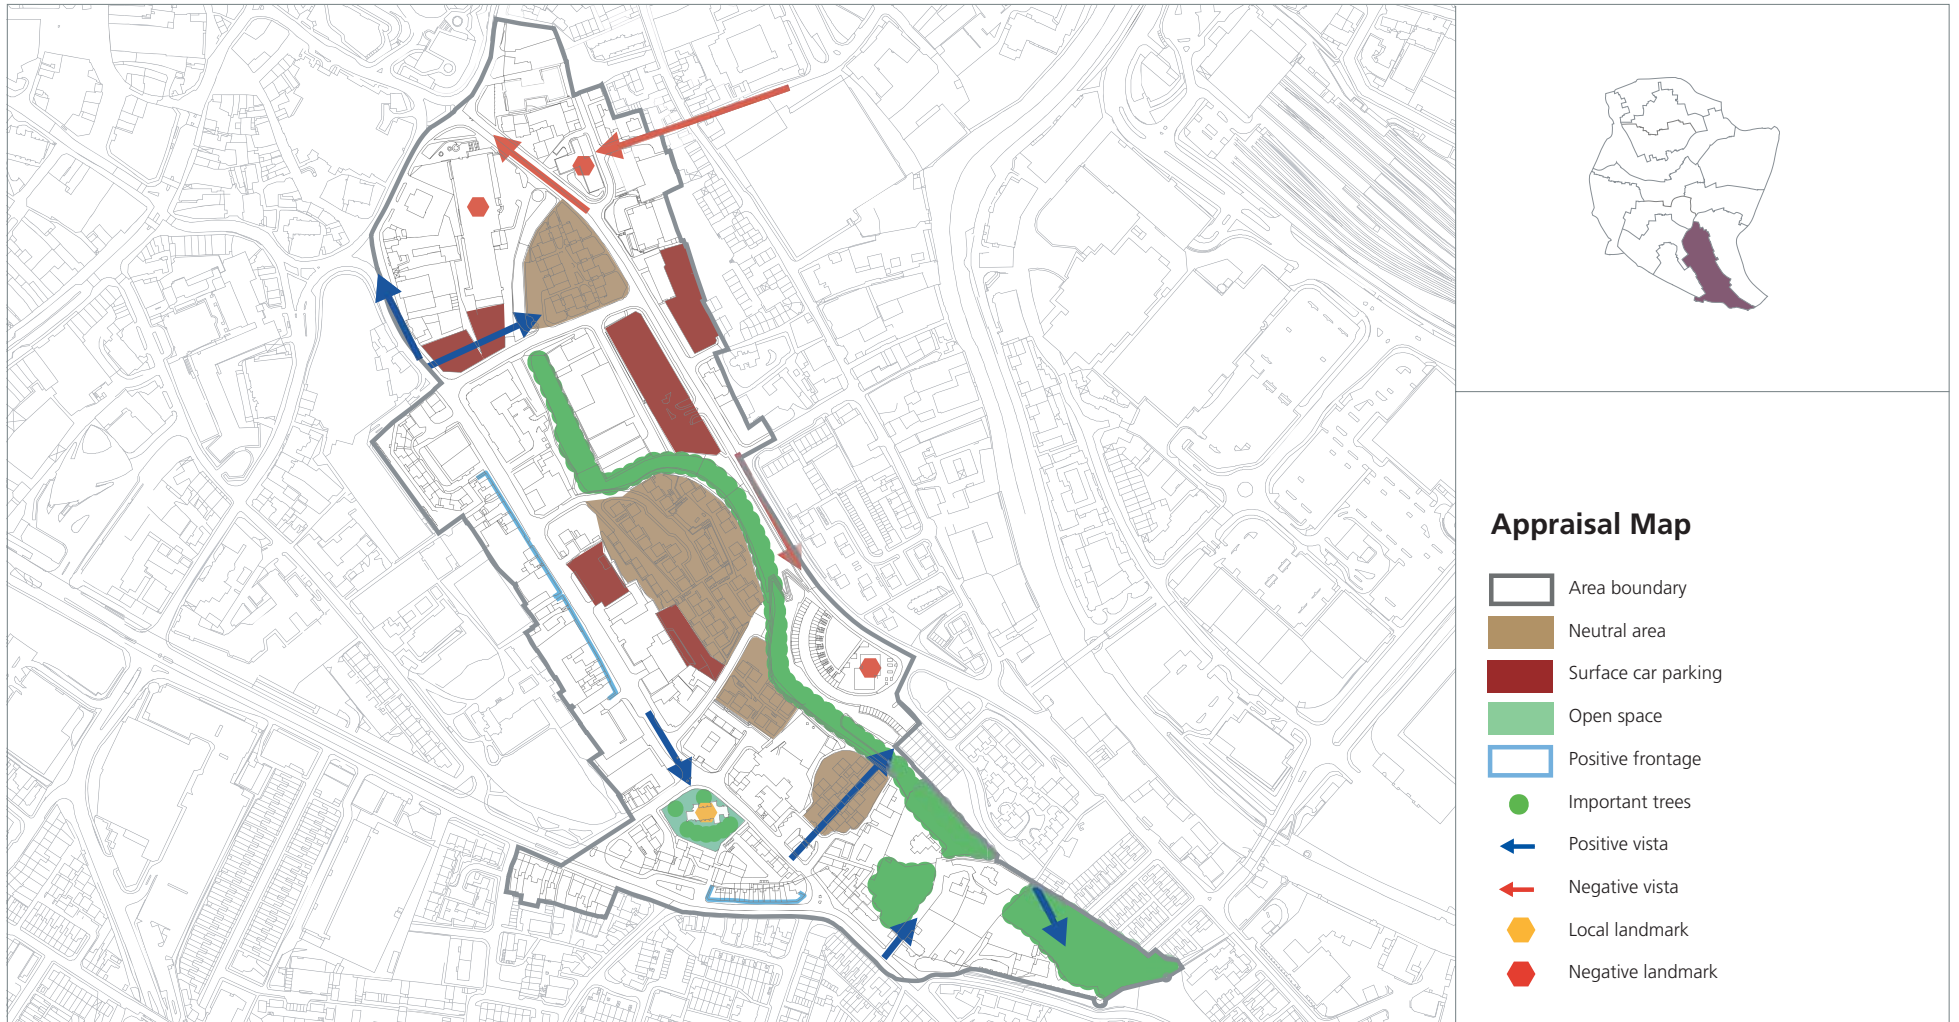 Appraisal Map
Area boundary
Neutral area
Surface car parking
Open space
Positive frontage
Important trees
Positive vista
Negative vista
Local landmark
Negative landmark